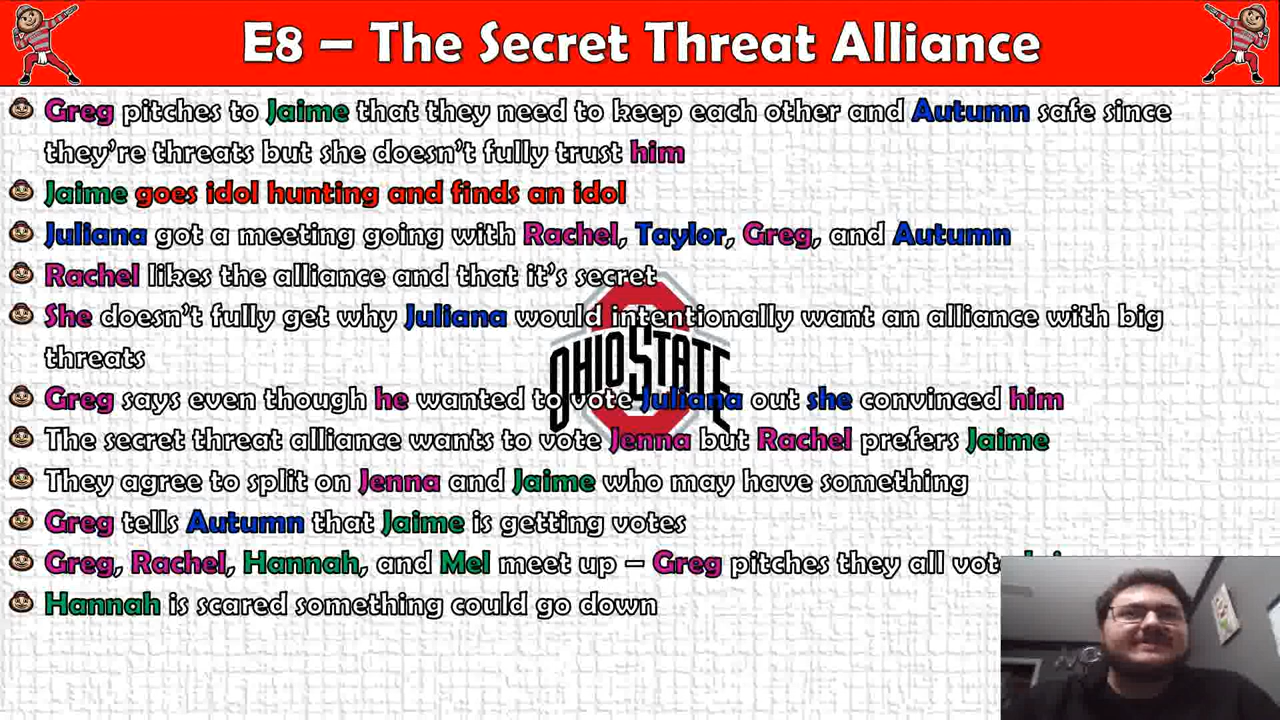 E8 – The Secret Threat Alliance
Greg pitches to Jaime that they need to keep each other and Autumn safe since
they're threats but she doesn't fully trust him
Jaime goes idol hunting and finds an idol
Juliana got a meeting going with Rachel, Taylor, Greg, and Autumn
Rachel likes the alliance and that it's secret
She doesn't fully get why Juliana would intentionally want an alliance with big
threats
OHIO STATE
Greg says even though he wanted to vote Juliana out she convinced him
The secret threat alliance wants to vote Jenna but Rachel prefers Jaime
They agree to split on Jenna and Jaime who may have something
Greg tells Autumn that Jaime is getting votes
Greg, Rachel, Hannah, and Mel meet up – Greg pitches they all
Hannah is scared something could go down